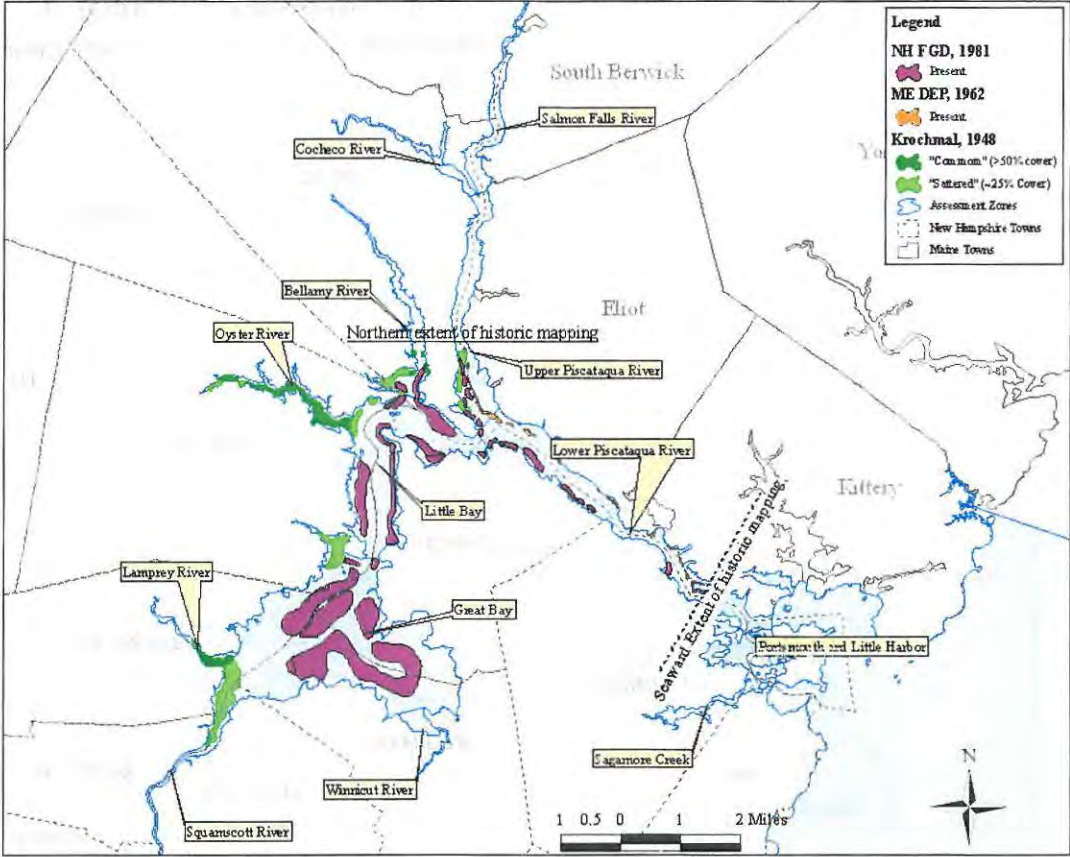 Legend
NH FGD, 1981
Present
ME DEP, 1962
Present
Krochmal, 1948
"Common" (>50% cover)
"Sattered" (~25% Cover)
Assessment Zones
New Hampshire Towns
Maine Towns
South Berwick
Salmon Falls River
Cocheco River
Bellamy River
Eliot
Northern extent of historic mapping
Oyster River
Upper Piscataqua River
Lower Piscataqua River
Kittery
Little Bay
Seaward Extent of historic mapping
Lamprey River
Great Bay
Portsmouth and Little Harbor
Sagamore Creek
Winnicut River
Squamscott River
N
1 0.5 0 1 2 Miles